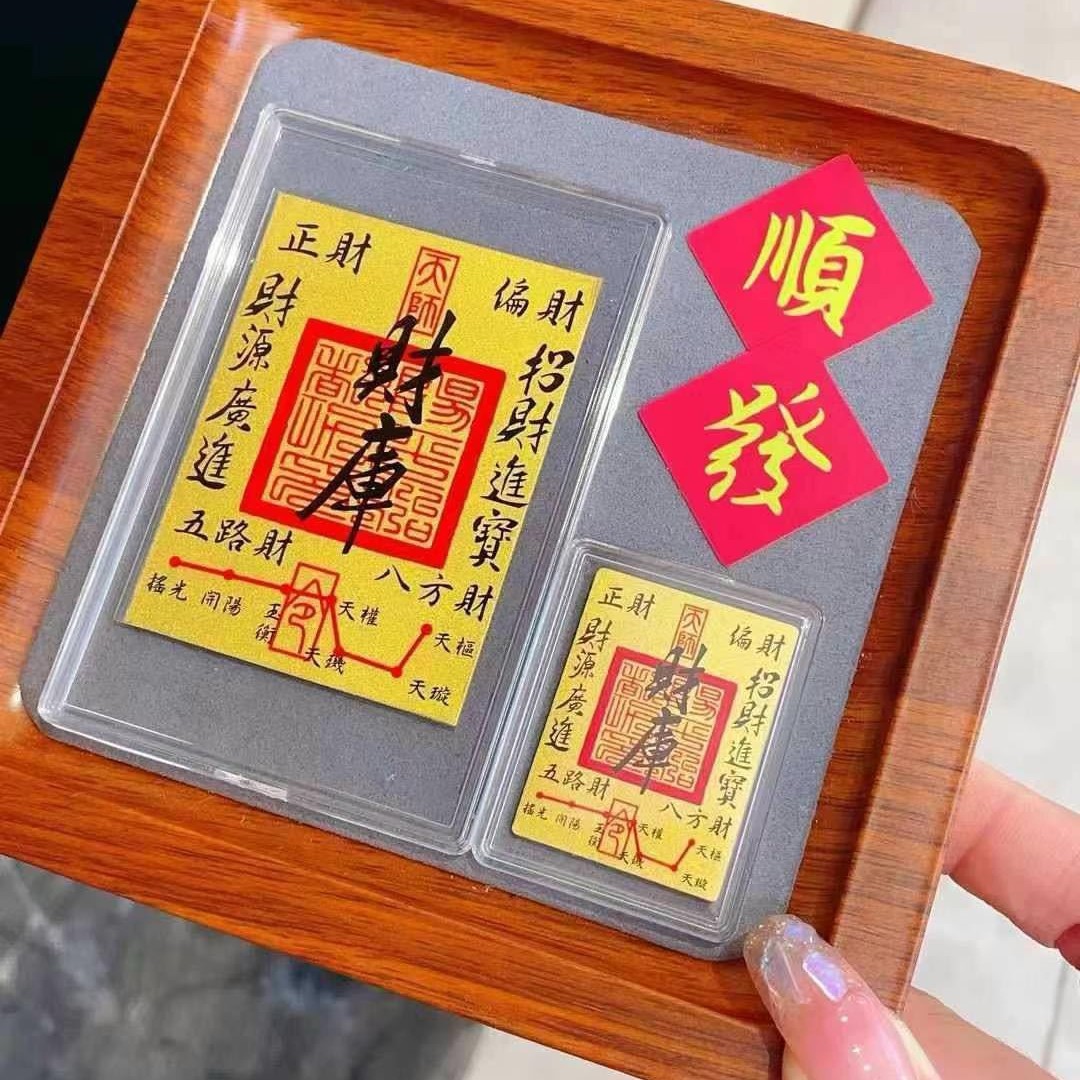 正財
偏財
天師
財庫
財源廣進
招財進寶
五路財
八方財
搖光
開陽
玉衡
令
天權
天璣
天樞
天璇
順
發
正財
偏財
天師
財庫
財源廣進
招財進寶
五路財
八方財
搖光
開陽
玉衡
令
天權
天璣
天樞
天璇